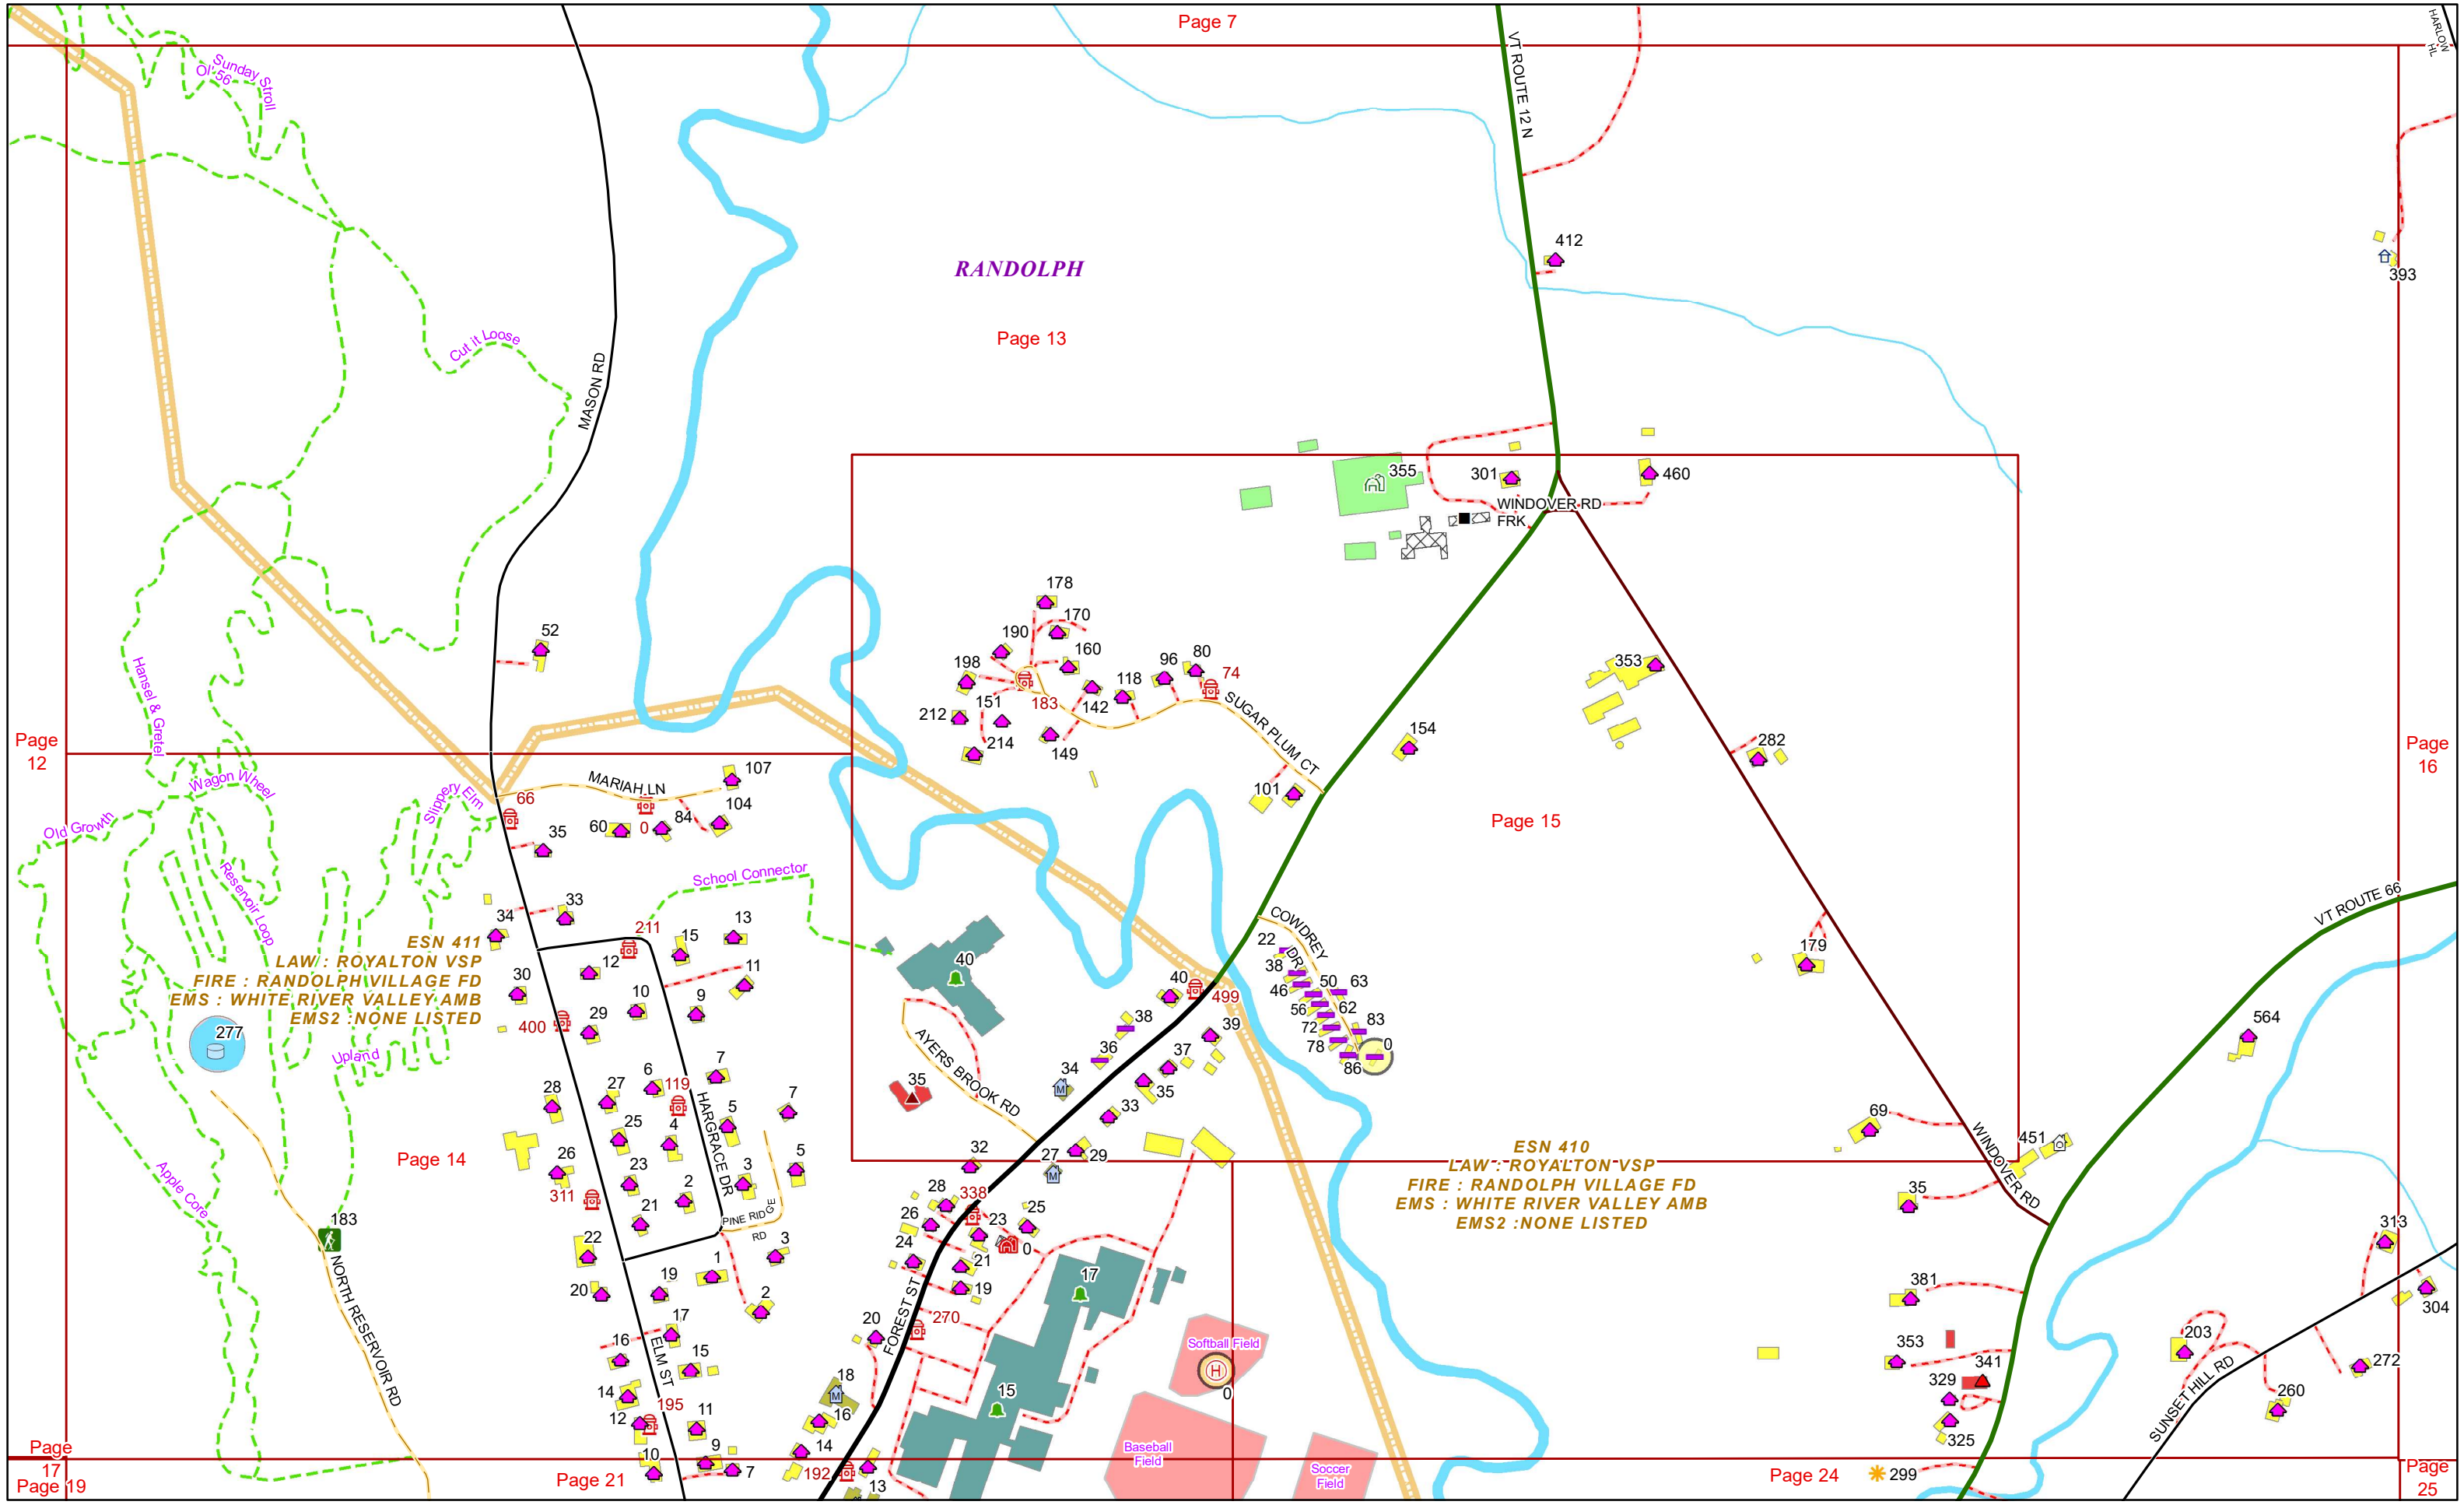 Page 7
HARLOW
HL
Sunday Stroll
Ol' 56
VT ROUTE 12 N
412
RANDOLPH
393
Page 13
Cut it Loose
MASON RD
355
301
460
WINDOVER RD
FRK
178
170
52
190
160
96
80
353
198
118
74
183
151
142
212
SUGAR PLUM CT
214
149
154
282
Hansel & Gretel
Page
12
Page
16
MARIAH LN
107
Wagon Wheel
101
66
Slippery Elm
104
Old Growth
60
0
84
Page 15
35
School Connector
Reservoir Loop
VT ROUTE 66
33
34
211
13
COWDREY
DR
15
22
179
ESN 411
LAW : ROYALTON VSP
FIRE : RANDOLPH VILLAGE FD
EMS : WHITE RIVER VALLEY AMB
EMS2 :NONE LISTED
12
11
40
38
30
40
499
46
50
63
10
9
56
62
400
29
38
39
72
83
564
277
78
0
86
AYERS BROOK RD
36
37
Upland
7
34
6
119
35
28
27
7
35
HARGRACE DR
5
33
69
25
4
WINDOVER RD
451
32
27
29
ESN 410
LAW : ROYALTON VSP
FIRE : RANDOLPH VILLAGE FD
EMS : WHITE RIVER VALLEY AMB
EMS2 :NONE LISTED
Page 14
26
5
23
3
Apple Core
311
2
35
28
338
21
PINE RIDGE
RD
26
23
25
183
313
22
24
0
3
21
1
17
NORTH RESERVOIR RD
20
19
19
381
2
304
FOREST ST
270
17
20
Softball Field
203
16
ELM ST
353
341
272
15
18
SUNSET HILL RD
H
0
329
14
15
260
195
12
11
16
325
Baseball
Field
Page
17
10
9
14
Soccer
Field
Page
25
Page 19
Page 21
7
192
13
Page 24
299